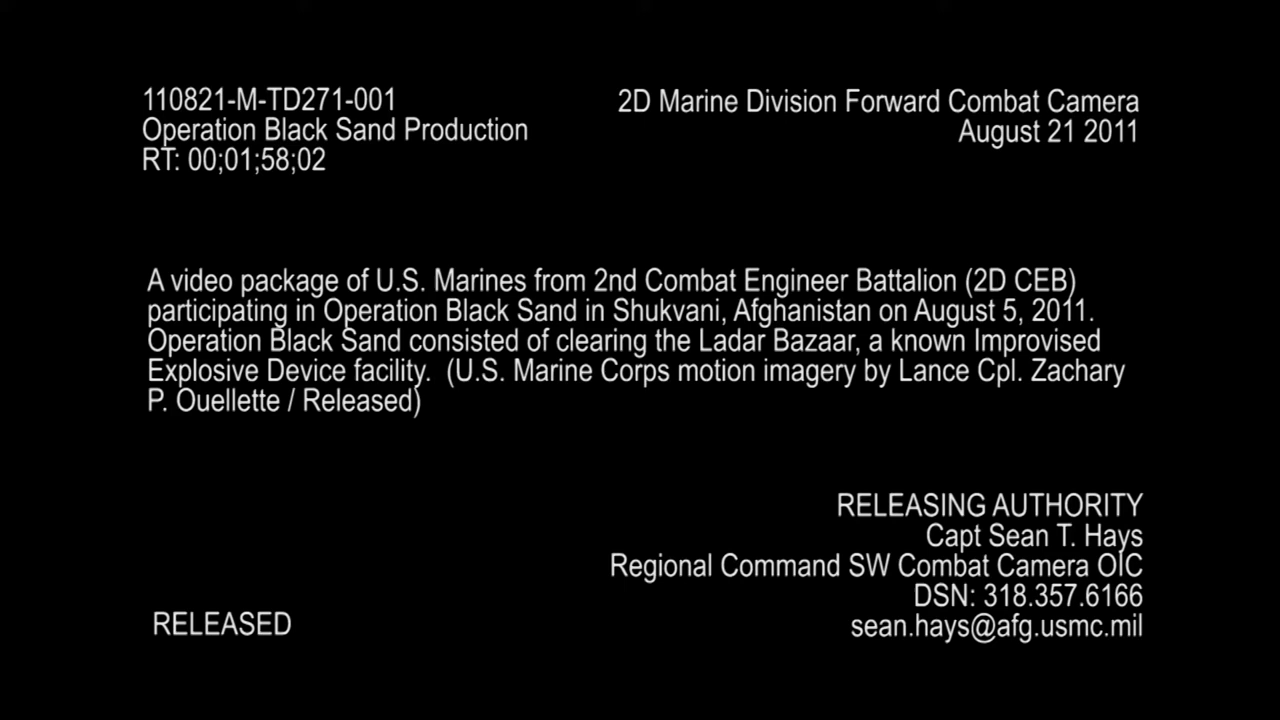 110821-M-TD271-001
Operation Black Sand Production
RT: 00;01;58;02
2D Marine Division Forward Combat Camera
August 21 2011
A video package of U.S. Marines from 2nd Combat Engineer Battalion (2D CEB)
participating in Operation Black Sand in Shukvani, Afghanistan on August 5, 2011.
Operation Black Sand consisted of clearing the Ladar Bazaar, a known Improvised
Explosive Device facility.  (U.S. Marine Corps motion imagery by Lance Cpl. Zachary
P. Ouellette / Released)
RELEASING AUTHORITY
Capt Sean T. Hays
Regional Command SW Combat Camera OIC
DSN: 318.357.6166
sean.hays@afg.usmc.mil
RELEASED